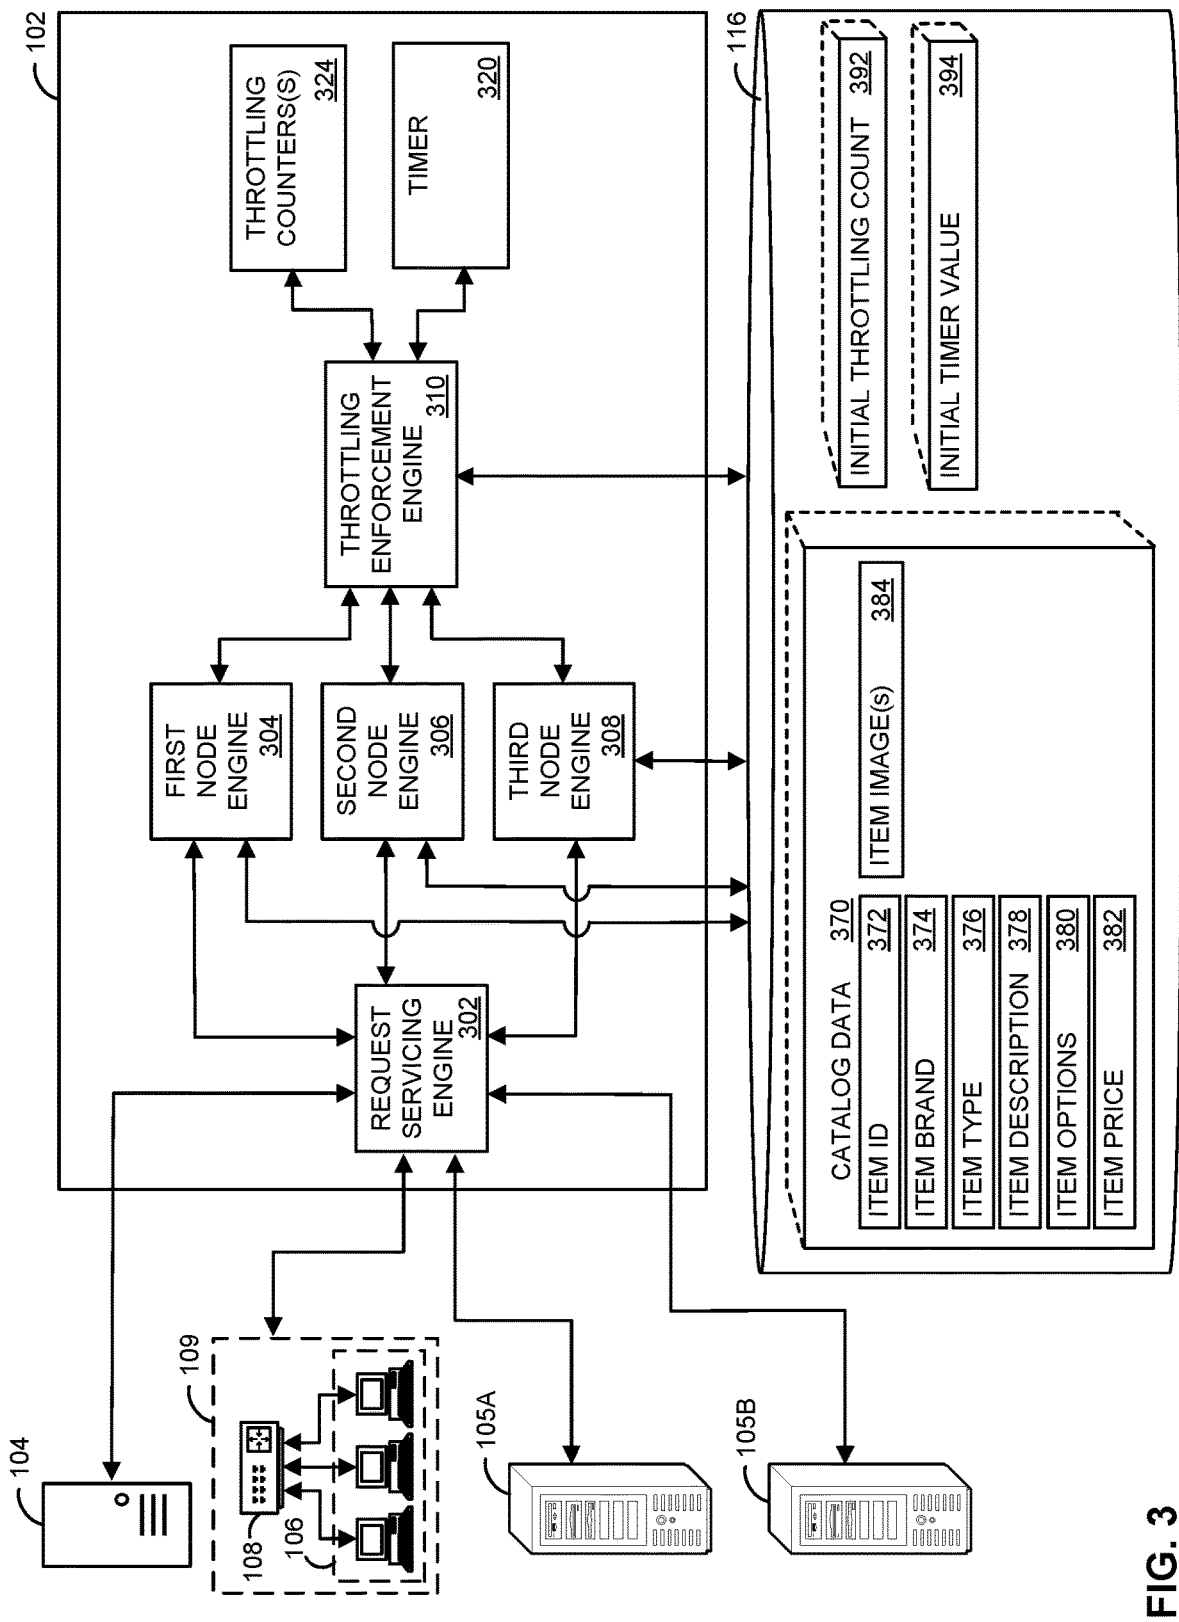 102
THROTTLING
COUNTERS(S)
324
TIMER
320
THROTTLING
ENFORCEMENT
ENGINE
310
FIRST
NODE
ENGINE
304
SECOND
NODE
ENGINE
306
THIRD
NODE
ENGINE
308
REQUEST
SERVICING
ENGINE
302
104
109
108
106
105A
105B
116
CATALOG DATA 370
ITEM ID 372
ITEM BRAND 374
ITEM TYPE 376
ITEM DESCRIPTION 378
ITEM OPTIONS 380
ITEM PRICE 382
ITEM IMAGE(s) 384
INITIAL THROTTLING COUNT 392
INITIAL TIMER VALUE 394
FIG. 3